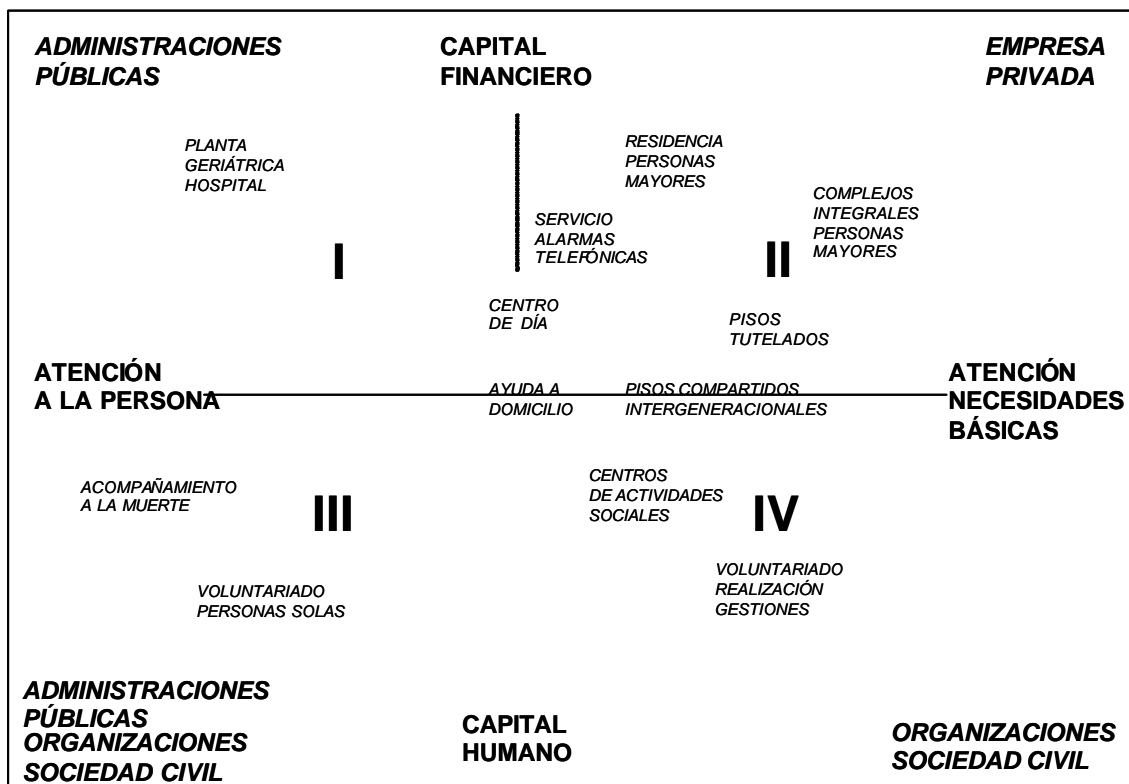 ADMINISTRACIONES
PÚBLICAS
CAPITAL
FINANCIERO
EMPRESA
PRIVADA
PLANTA
GERIÁTRICA
HOSPITAL
RESIDENCIA
PERSONAS
MAYORES
COMPLEJOS
INTEGRALES
PERSONAS
MAYORES
SERVICIO
ALARMAS
TELEFÓNICAS
I
II
CENTRO
DE DÍA
PISOS
TUTELADOS
ATENCIÓN
A LA PERSONA
AYUDA A
DOMICILIO
PISOS COMPARTIDOS
INTERGENERACIONALES
ATENCIÓN
NECESIDADES
BÁSICAS
ACOMPAÑAMIENTO
A LA MUERTE
III
CENTROS
DE ACTIVIDADES
SOCIALES
IV
VOLUNTARIADO
PERSONAS SOLAS
VOLUNTARIADO
REALIZACIÓN
GESTIONES
ADMINISTRACIONES
PÚBLICAS
ORGANIZACIONES
SOCIEDAD CIVIL
CAPITAL
HUMANO
ORGANIZACIONES
SOCIEDAD CIVIL